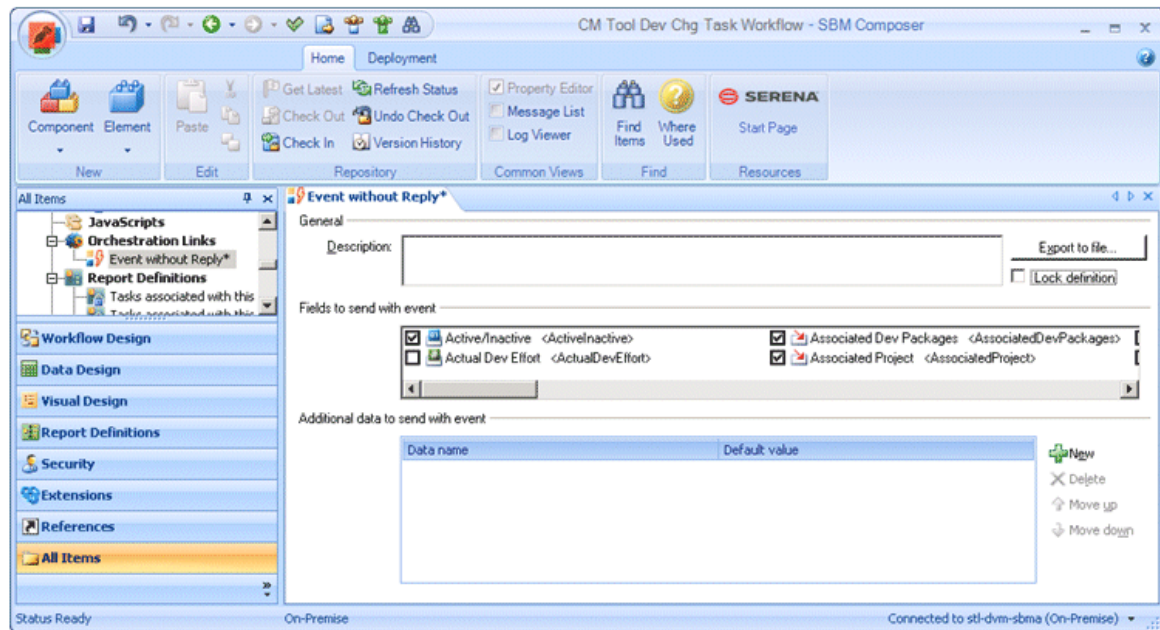 CM Tool Dev Chg Task Workflow - SBM Composer
Home Deployment
Component Element
New
Paste
Edit
Get Latest Refresh Status
Check Out Undo Check Out
Check In Version History
Repository
Property Editor
Message List
Log Viewer
Common Views
Find Items
Where Used
Find
SERENA
Start Page
Resources
All Items
JavaScripts
Orchestration Links
Event without Reply*
Report Definitions
Tasks associated with this
Tasks associated with this
Workflow Design
Data Design
Visual Design
Report Definitions
Security
Extensions
References
All Items
Event without Reply*
General
Description:
Export to file...
Lock definition
Fields to send with event
Active/Inactive <ActiveInactive> Associated Dev Packages <AssociatedDevPackages>
Actual Dev Effort <ActualDevEffort> Associated Project <AssociatedProject>
Additional data to send with event
Data name Default value
New
Delete
Move up
Move down
Status Ready On-Premise Connected to stl-dvm-sbma (On-Premise)